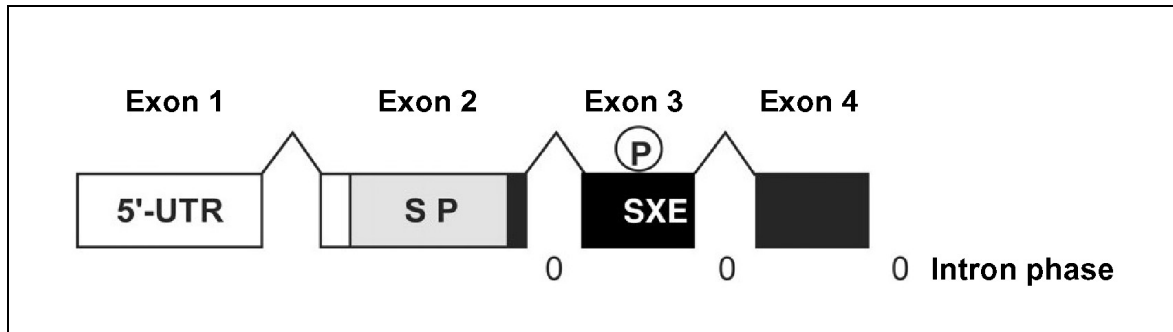 Exon 1 Exon 2 Exon 3 Exon 4
P
5'-UTR S P SXE
0 0 0 Intron phase